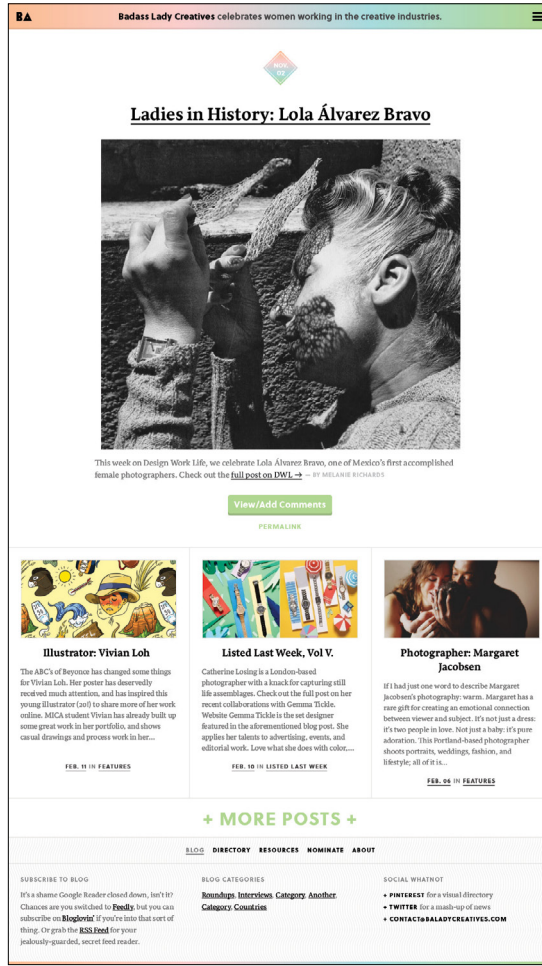 BA
Badass Lady Creatives celebrates women working in the creative industries.
NOV.
02
Ladies in History: Lola Álvarez Bravo
This week on Design Work Life, we celebrate Lola Álvarez Bravo, one of Mexico's first accomplished
female photographers. Check out the full post on DWL → — BY MELANIE RICHARDS
View/Add Comments
PERMALINK
Illustrator: Vivian Loh
The ABC's of Beyonce has changed some things
for Vivian Loh. Her poster has deservedly
received much attention, and has inspired this
young illustrator (20!) to share more of her work
online. MICA student Vivian has already built up
some great work in her portfolio, and shows
casual drawings and process work in her...
FEB. 11 IN FEATURES
Listed Last Week, Vol V.
Catherine Losing is a London-based
photographer with a knack for capturing still
life assemblages. Check out the full post on her
recent collaborations with Gemma Tickle.
Website Gemma Tickle is the set designer
featured in the aforementioned blog post. She
applies her talents to advertising, events, and
editorial work. Love what she does with color,...
FEB. 10 IN LISTED LAST WEEK
Photographer: Margaret
Jacobsen
If I had just one word to describe Margaret
Jacobsen's photography: warm. Margaret has a
rare gift for creating an emotional connection
between viewer and subject. It's not just a dress:
it's two people in love. Not just a baby: it's pure
adoration. This Portland-based photographer
shoots portraits, weddings, fashion, and
lifestyle; all of it is...
FEB. 06 IN FEATURES
+ MORE POSTS +
BLOG DIRECTORY RESOURCES NOMINATE ABOUT
SUBSCRIBE TO BLOG
It's a shame Google Reader closed down, isn't it?
Chances are you switched to Feedly, but you can
subscribe on Bloglovin' if you're into that sort of
thing. Or grab the RSS Feed for your
jealously-guarded, secret feed reader.
BLOG CATEGORIES
Roundups, Interviews, Category, Another,
Category, Countries
SOCIAL WHATNOT
+ PINTEREST for a visual directory
+ TWITTER for a mash-up of news
+ CONTACT@BALADYCREATIVES.COM